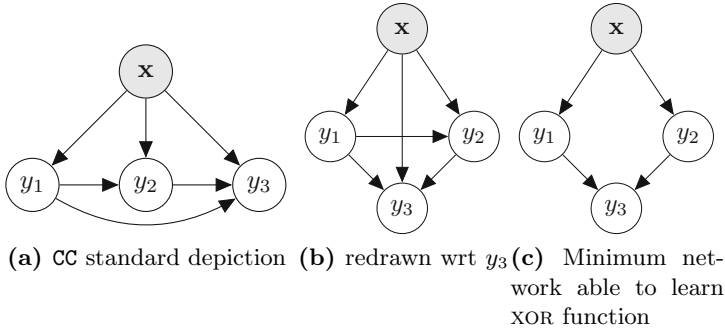 x
y1
y2
y3
(a) CC standard depiction
x
y1
y2
y3
(b) redrawn wrt y3
x
y1
y2
y3
(c) Minimum net-
work able to learn
XOR function